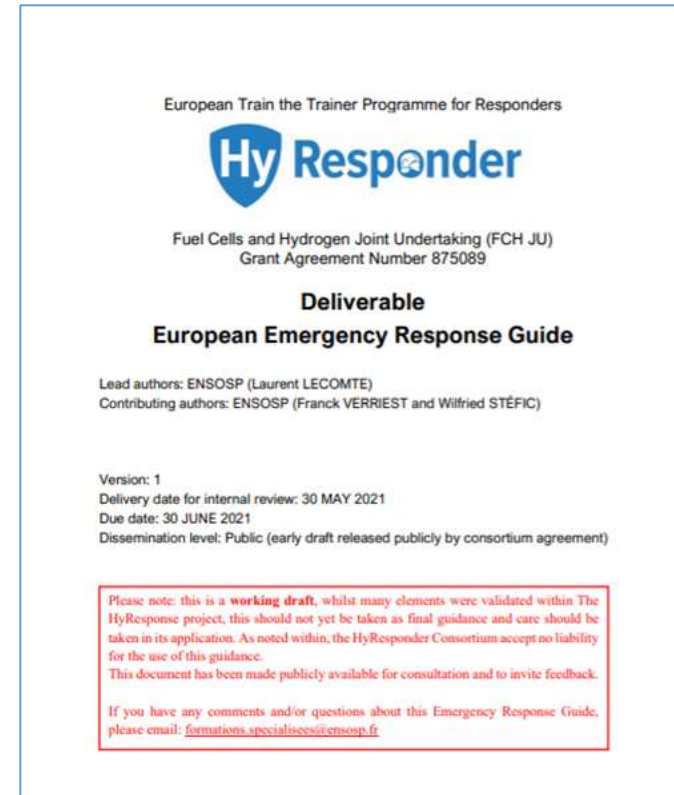 European Train the Trainer Programme for Responders
Hy Responder
Fuel Cells and Hydrogen Joint Undertaking (FCH JU)
Grant Agreement Number 875089
Deliverable
European Emergency Response Guide
Lead authors: ENSOSP (Laurent LECOMTE)
Contributing authors: ENSOSP (Franck VERRIEST and Wilfried STÉFIC)
Version: 1
Delivery date for internal review: 30 MAY 2021
Due date: 30 JUNE 2021
Dissemination level: Public (early draft released publicly by consortium agreement)
Please note: this is a working draft, whilst many elements were validated within The
HyResponse project, this should not yet be taken as final guidance and care should be
taken in its application. As noted within, the HyResponder Consortium accept no liability
for the use of this guidance.
This document has been made publicly available for consultation and to invite feedback.
If you have any comments and/or questions about this Emergency Response Guide,
please email: formations.specialisees@ensosp.fr